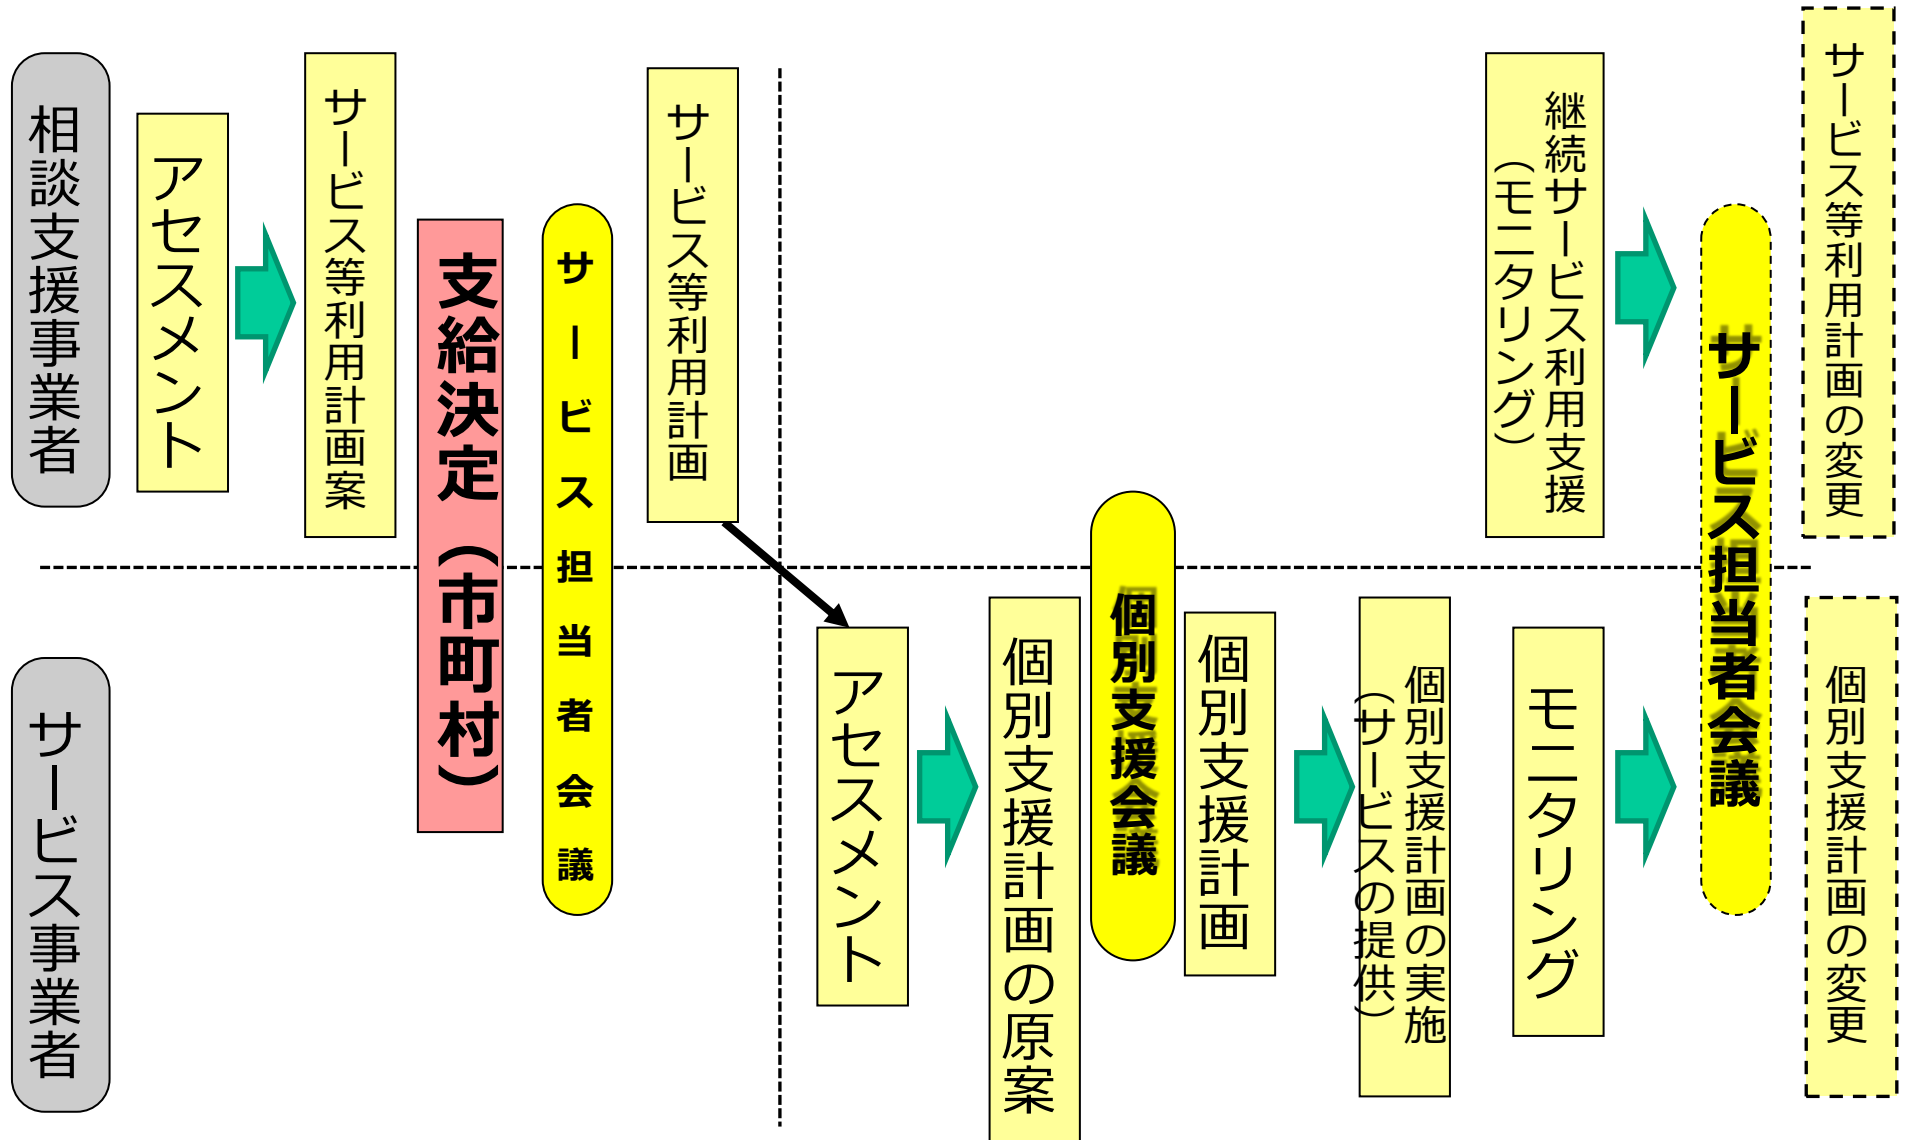 相談支援事業者
アセスメント
サービス等利用計画案
支給決定（市町村）
サービス担当者会議
サービス等利用計画
継続サービス利用支援
（モニタリング）
サービス担当者会議
サービス等利用計画の変更
サービス事業者
アセスメント
個別支援計画の原案
個別支援会議
個別支援計画
個別支援計画の実施
（サービスの提供）
モニタリング
個別支援計画の変更